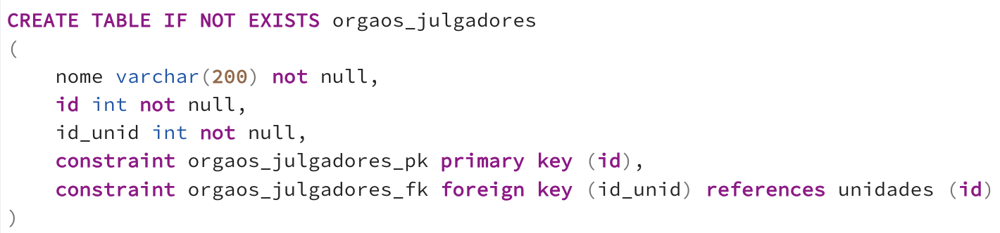 CREATE TABLE IF NOT EXISTS orgaos_julgadores
(
    nome varchar(200) not null,
    id int not null,
    id_unid int not null,
    constraint orgaos_julgadores_pk primary key (id),
    constraint orgaos_julgadores_fk foreign key (id_unid) references unidades (id)
)